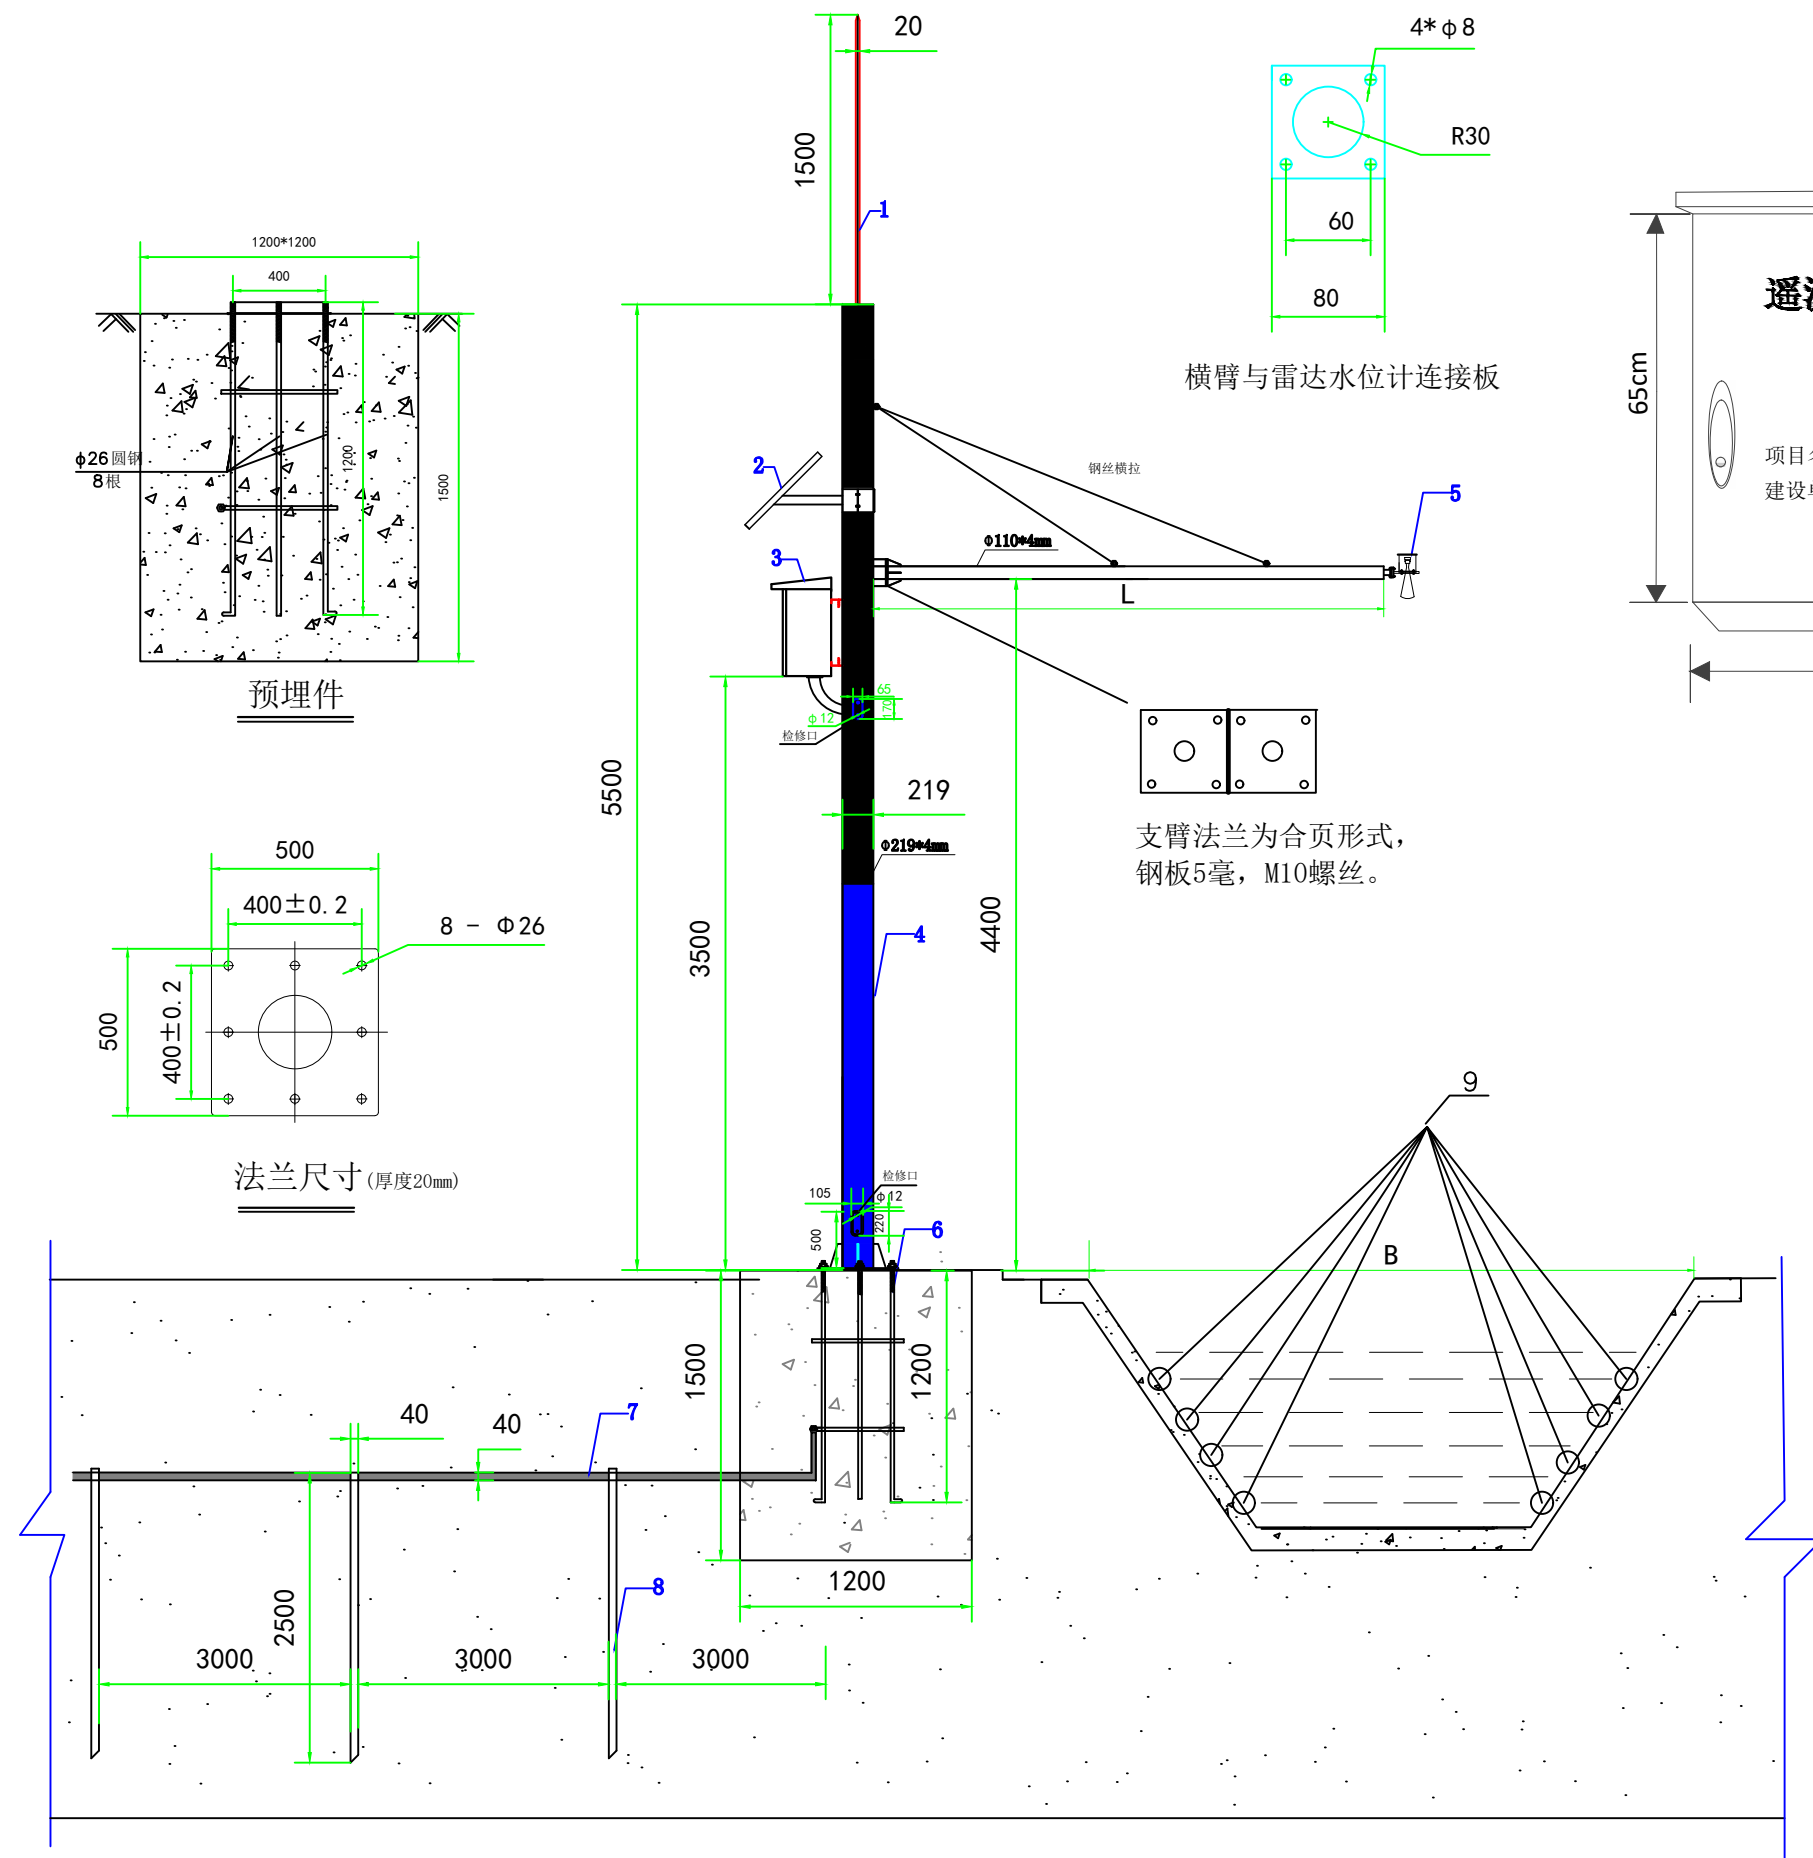 20
4*φ8
1500
R30
1
60
80
横臂与雷达水位计连接板
1200*1200
400
φ26圆钢
8根
1200
1500
预埋件
65cm
遥
项目
建设
2
钢丝横拉
5
3
Φ110*4mm
L
65
170
φ12
检修口
5500
219
Φ219*4mm
支臂法兰为合页形式，
钢板5毫，M10螺丝。
3500
4400
4
500
400±0.2
8 - Φ26
500
400±0.2
法兰尺寸(厚度20mm)
9
检修口
105
φ12
500
220
6
B
1500
1200
40
40
7
1200
2500
8
3000
3000
3000